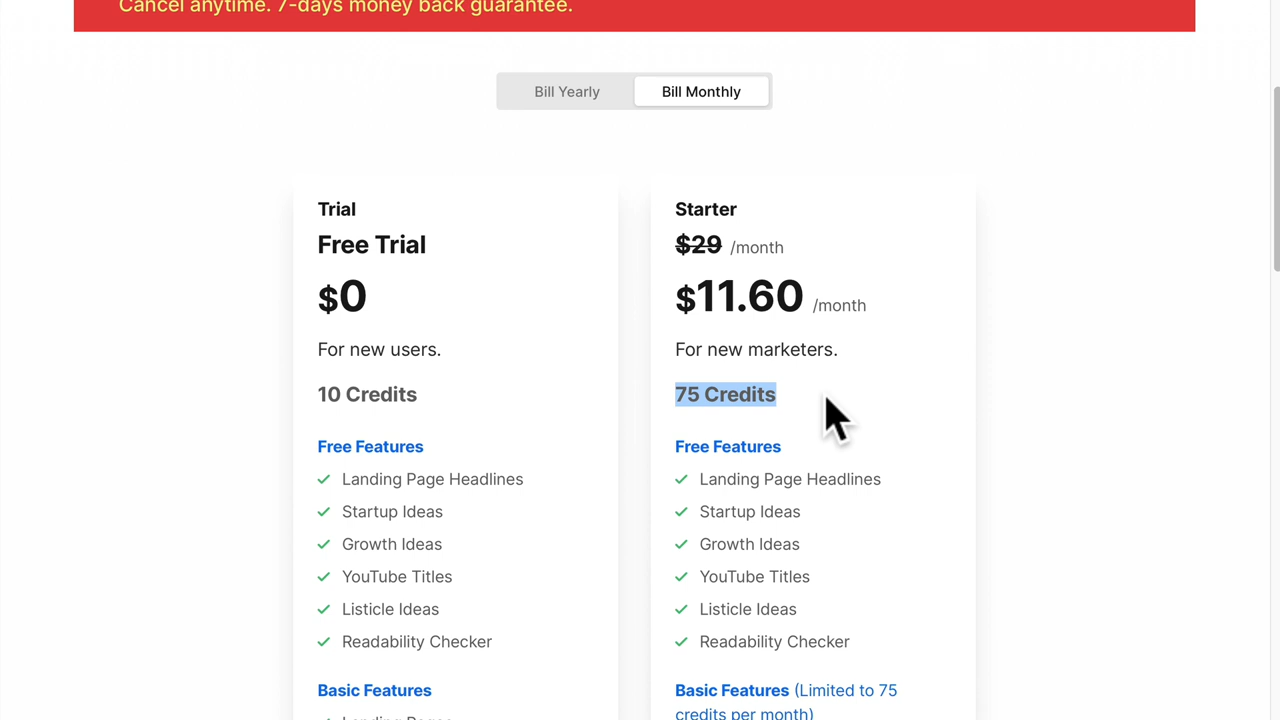 Cancel anytime. 7-days money back guarantee.
Bill Yearly
Bill Monthly
Trial
Free Trial
$0
For new users.
10 Credits
Free Features
Landing Page Headlines
Startup Ideas
Growth Ideas
YouTube Titles
Listicle Ideas
Readability Checker
Basic Features
Landing Pages
Starter
$29 /month
$11.60 /month
For new marketers.
75 Credits
Free Features
Landing Page Headlines
Startup Ideas
Growth Ideas
YouTube Titles
Listicle Ideas
Readability Checker
Basic Features (Limited to 75
credits per month)